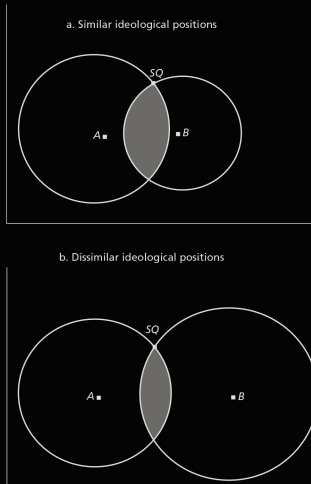 a. Similar ideological positions
SQ
A
B
b. Dissimilar ideological positions
SQ
A
B